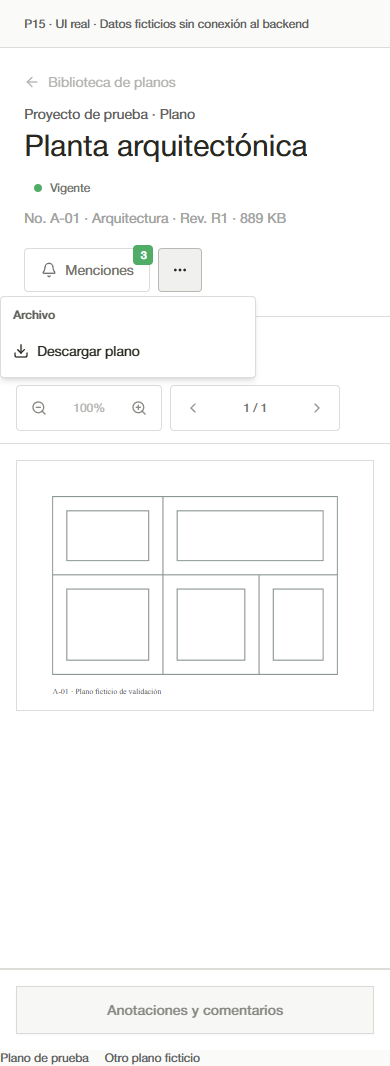 P15 · UI real · Datos ficticios sin conexión al backend
Biblioteca de planos
Proyecto de prueba · Plano
Planta arquitectónica
Vigente
No. A-01 · Arquitectura · Rev. R1 · 889 KB
Menciones 3
Archivo
Descargar plano
100% 1 / 1
A-01 · Plano ficticio de validación
Anotaciones y comentarios
Plano de prueba Otro plano ficticio